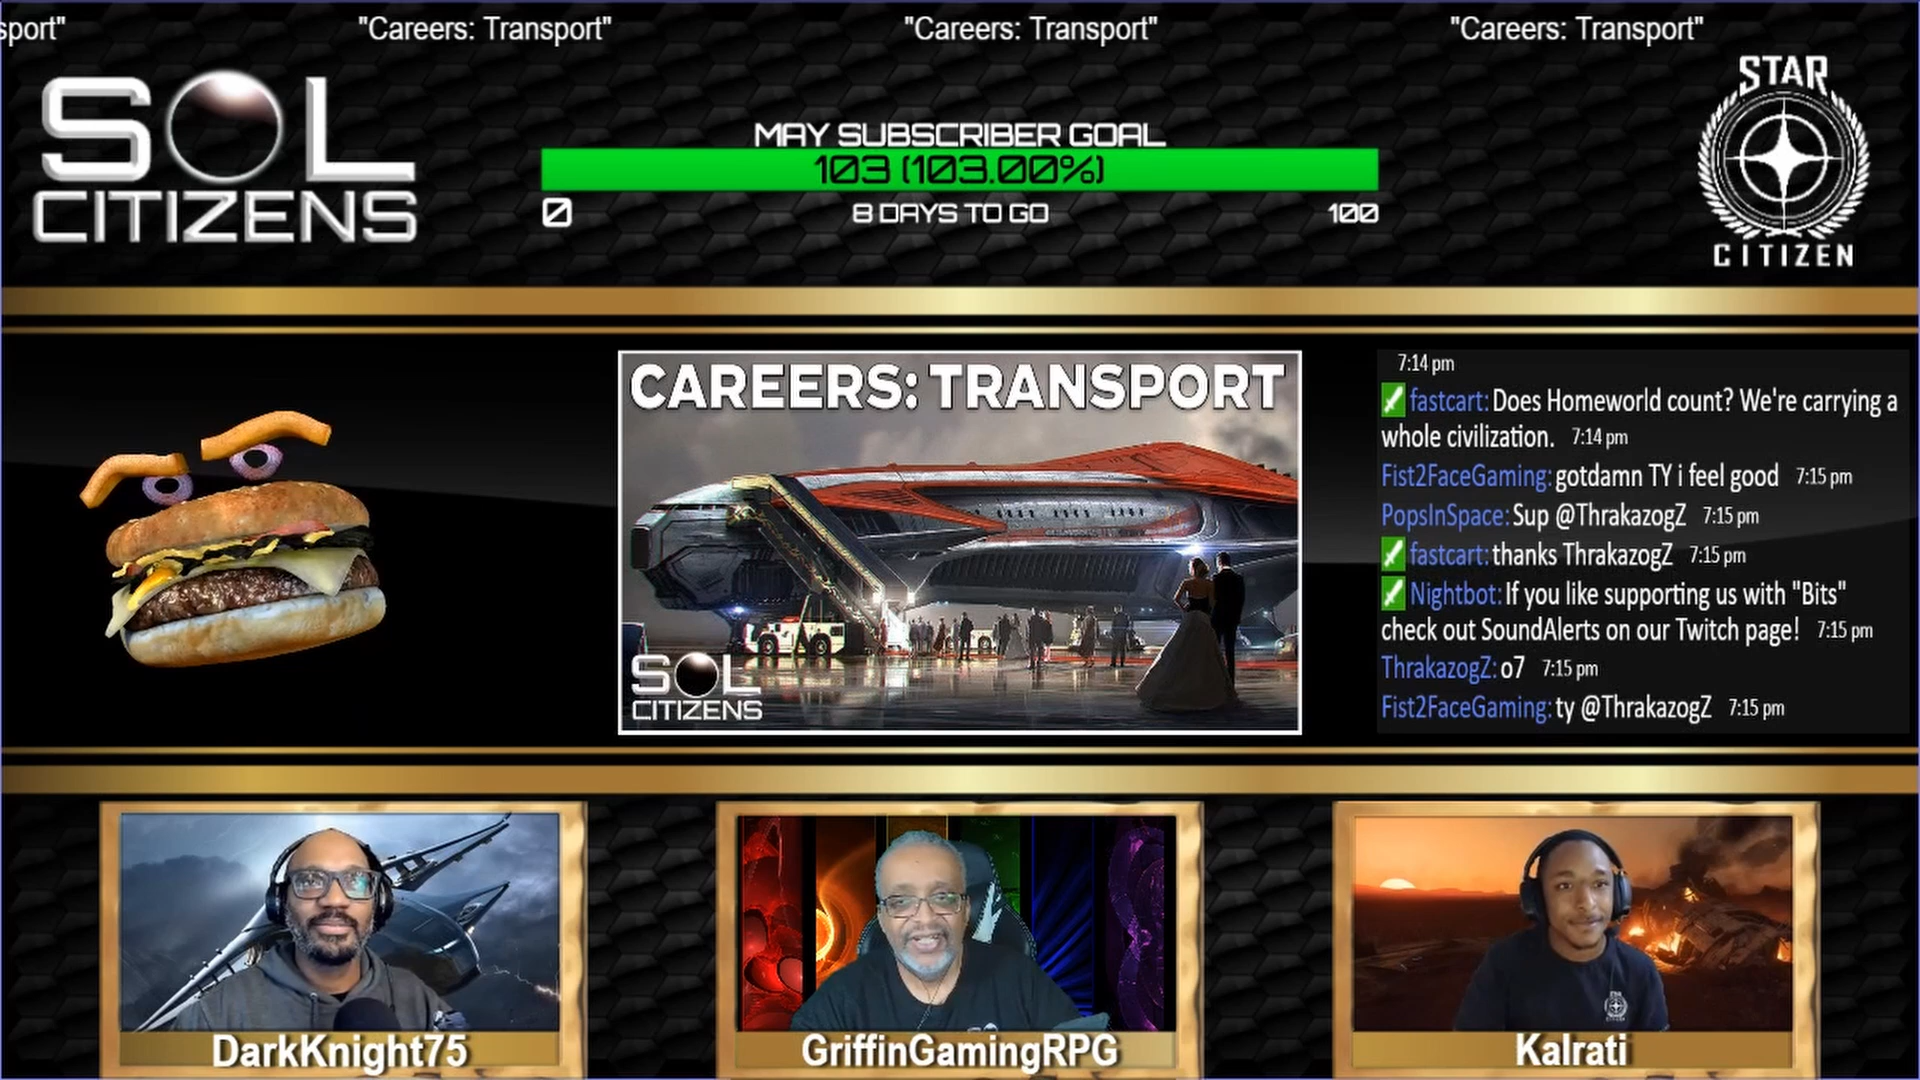 sport"
"Careers: Transport"
"Careers: Transport"
"Careers: Transport"
SOL
CITIZENS
MAY SUBSCRIBER GOAL
103 (103.00%)
0
8 DAYS TO GO
100
STAR
CITIZEN
CAREERS: TRANSPORT
SOL
CITIZENS
7:14 pm
fastcart: Does Homeworld count? We're carrying a
whole civilization. 7:14 pm
Fist2FaceGaming: gotdamn TY i feel good 7:15 pm
PopsInSpace: Sup @ThrakazogZ 7:15 pm
fastcart: thanks ThrakazogZ 7:15 pm
Nightbot: If you like supporting us with "Bits"
check out SoundAlerts on our Twitch page! 7:15 pm
ThrakazogZ: o7 7:15 pm
Fist2FaceGaming: ty @ThrakazogZ 7:15 pm
DarkKnight75
GriffinGamingRPG
Kalrati